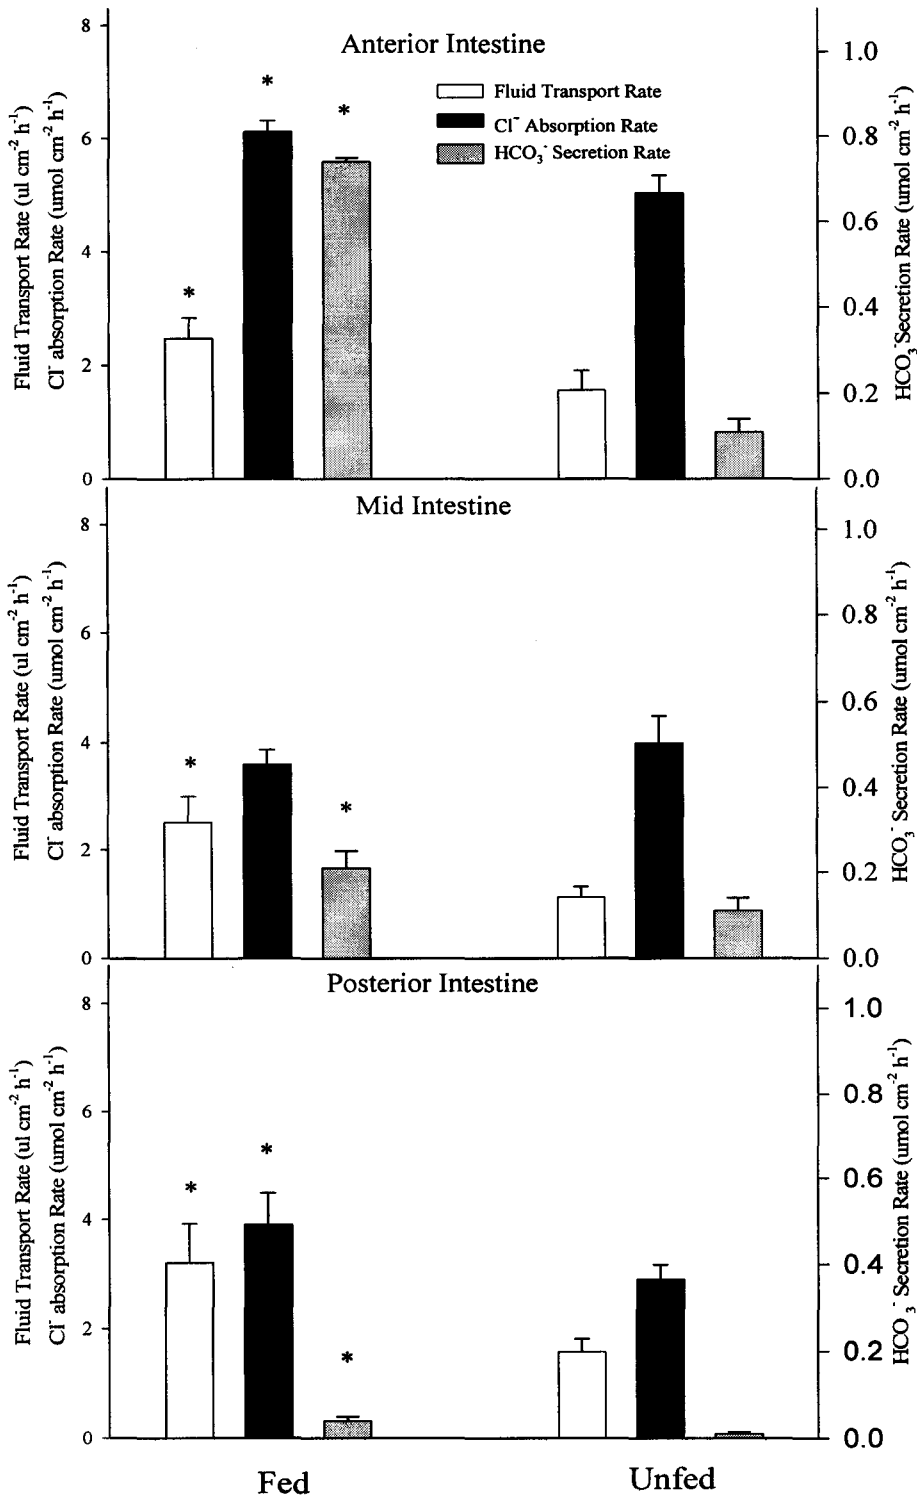 Anterior Intestine
Fluid Transport Rate
Cl⁻ Absorption Rate
HCO₃⁻ Secretion Rate
* * *
8
6
4
2
0
Fluid Transport Rate (ul cm⁻² h⁻¹)
Cl⁻ absorption Rate (umol cm⁻² h⁻¹)
1.0
0.8
0.6
0.4
0.2
0.0
HCO₃⁻ Secretion Rate (umol cm⁻² h⁻¹)
Mid Intestine
* *
8
6
4
2
0
Fluid Transport Rate (ul cm⁻² h⁻¹)
Cl⁻ absorption Rate (umol cm⁻² h⁻¹)
1.0
0.8
0.6
0.4
0.2
0.0
HCO₃⁻ Secretion Rate (umol cm⁻² h⁻¹)
Posterior Intestine
* * *
8
6
4
2
0
Fluid Transport Rate (ul cm⁻² h⁻¹)
Cl⁻ absorption Rate (umol cm⁻² h⁻¹)
1.0
0.8
0.6
0.4
0.2
0.0
HCO₃⁻ Secretion Rate (umol cm⁻² h⁻¹)
Fed
Unfed